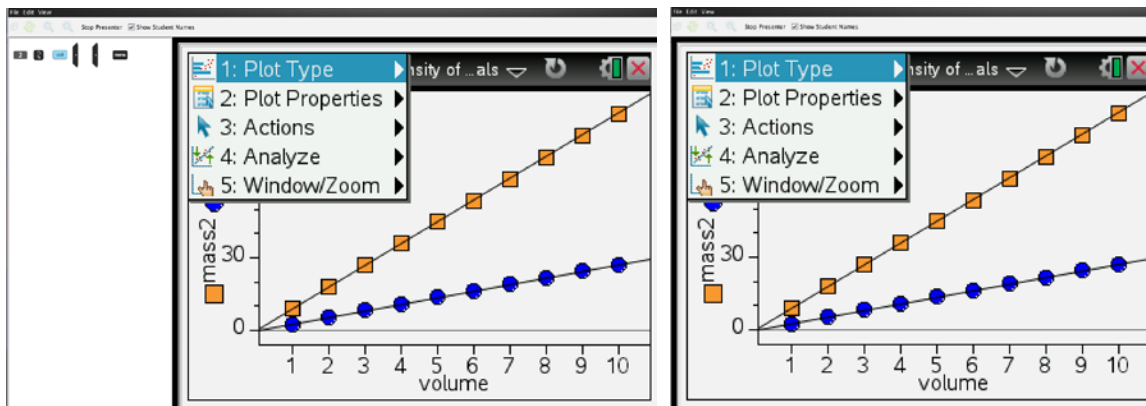 File Edit View
Stop Presenter Show Student Names
1: Plot Type
nsity of ...als
2: Plot Properties
3: Actions
4: Analyze
5: Window/Zoom
mass2
30
0
1 2 3 4 5 6 7 8 9 10
volume
File Edit View
Stop Presenter Show Student Names
1: Plot Type
nsity of ...als
2: Plot Properties
3: Actions
4: Analyze
5: Window/Zoom
mass2
30
0
1 2 3 4 5 6 7 8 9 10
volume